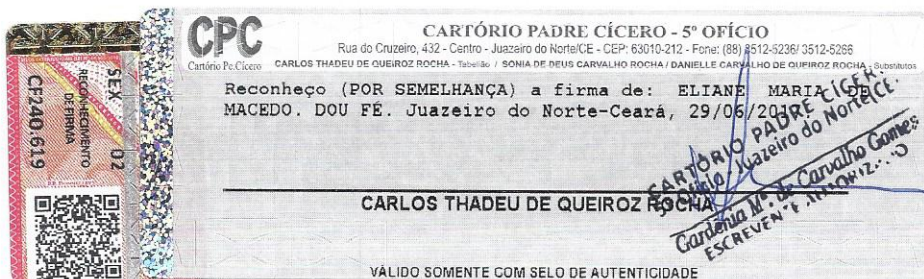 CPC
Cartório Pe.Cícero
CARTÓRIO PADRE CÍCERO - 5º OFÍCIO
Rua do Cruzeiro, 432 - Centro - Juazeiro do Norte/CE - CEP: 63010-212 - Fone: (88) 3512-5236/ 3512-5266
CARLOS THADEU DE QUEIROZ ROCHA - Tabelião / SONIA DE DEUS CARVALHO ROCHA / DANIELLE CARVALHO DE QUEIROZ ROCHA - Substitutos
Reconheço (POR SEMELHANÇA) a firma de: ELIANE MARIA DE
MACEDO. DOU FÉ. Juazeiro do Norte-Ceará, 29/06/
CARTÓRIO PADRE CÍCER
Juazeiro do Norte/CE.
Gardenia Mª. de Carvalho Gomes
ESCREVENTE
CARLOS THADEU DE QUEIROZ ROCHA
VÁLIDO SOMENTE COM SELO DE AUTENTICIDADE
SEX 02
RECONHECIMENTO
DE FIRMA
CF240.619